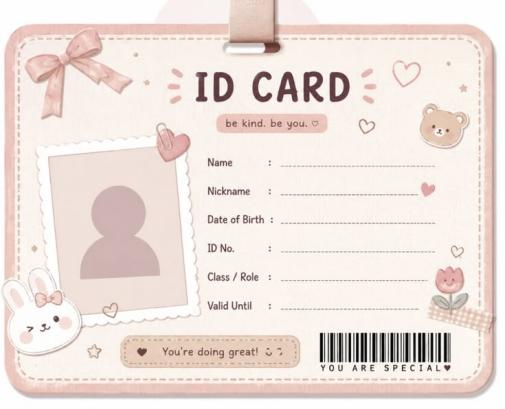 ID CARD
be kind. be you. ♡
Name :
Nickname :
Date of Birth :
ID No. :
Class / Role :
Valid Until :
♥ You're doing great!
YOU ARE SPECIAL♥